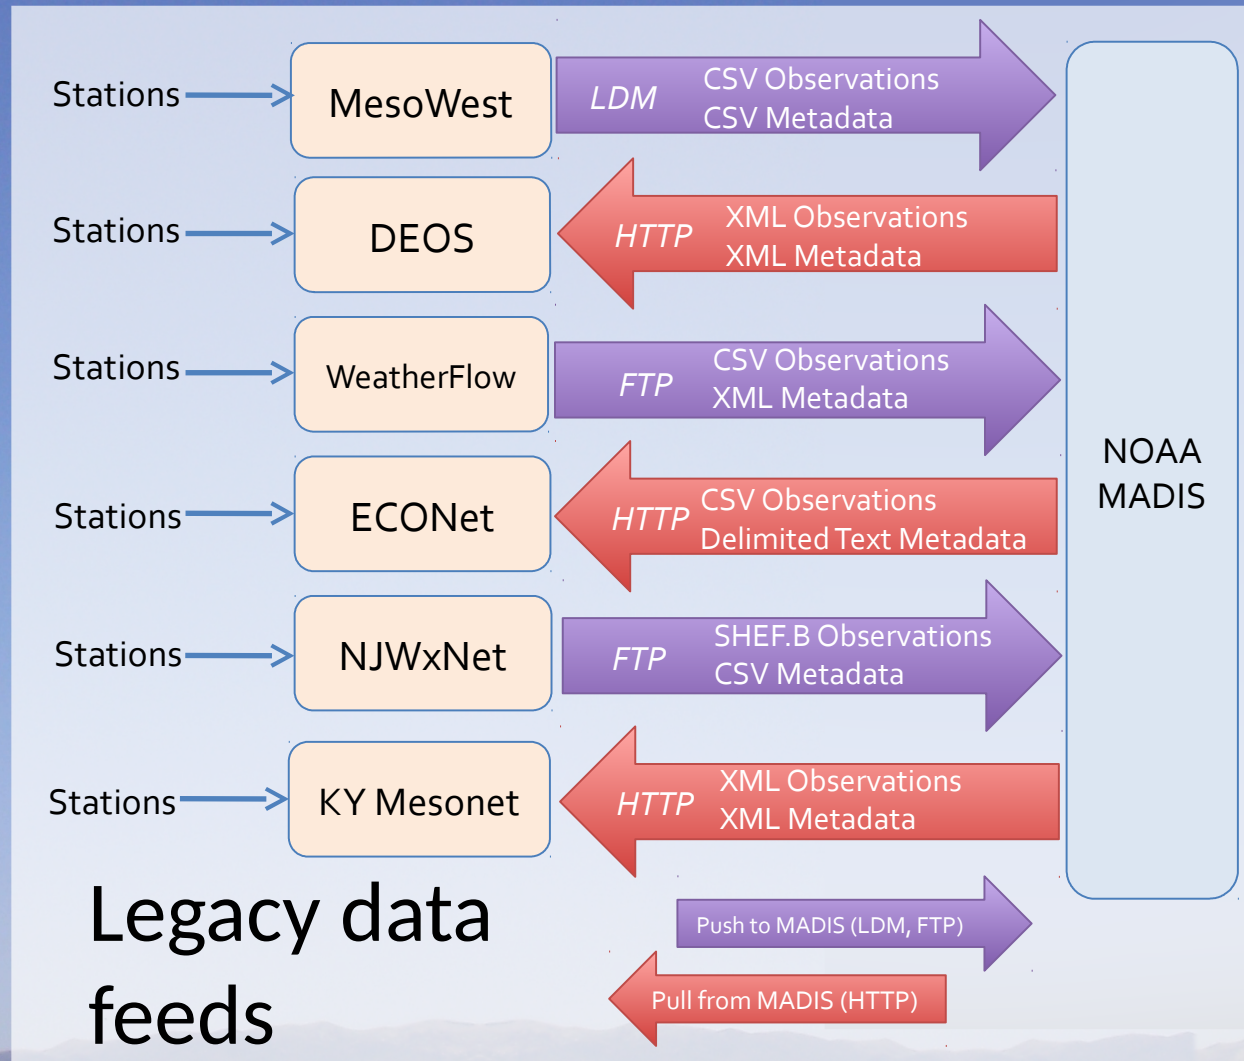 Stations
MesoWest
LDM
CSV Observations
CSV Metadata
Stations
DEOS
HTTP
XML Observations
XML Metadata
Stations
WeatherFlow
FTP
CSV Observations
XML Metadata
NOAA
MADIS
Stations
ECONet
HTTP
CSV Observations
Delimited Text Metadata
Stations
NJWxNet
FTP
SHEF.B Observations
CSV Metadata
Stations
KY Mesonet
HTTP
XML Observations
XML Metadata
Legacy data
feeds
Push to MADIS (LDM, FTP)
Pull from MADIS (HTTP)